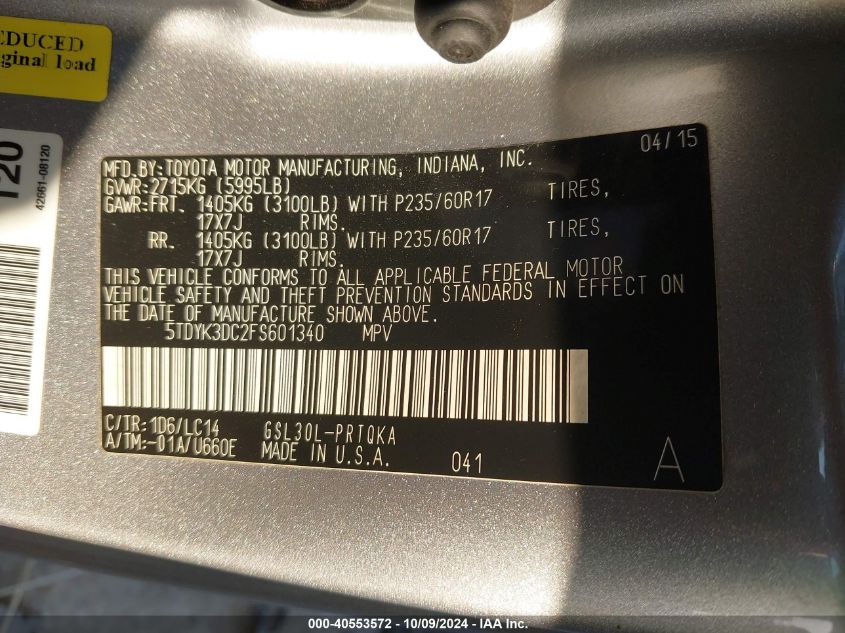 EDUCED
ginal load
120
42661-08120
04/15
MFD.BY:TOYOTA MOTOR MANUFACTURING, INDIANA, INC.
GVWR:2715KG (5995LB)
GAWR:FRT. 1405KG (3100LB) WITH P235/60R17 TIRES,
17X7J RIMS.
RR. 1405KG (3100LB) WITH P235/60R17 TIRES,
17X7J RIMS.
THIS VEHICLE CONFORMS TO ALL APPLICABLE FEDERAL MOTOR
VEHICLE SAFETY AND THEFT PREVENTION STANDARDS IN EFFECT ON
THE DATE OF MANUFACTURE SHOWN ABOVE.
5TDYK3DC2FS601340 MPV
C/TR:1D6/LC14 GSL30L-PRTQKA
A/TM:-01A/U660E MADE IN U.S.A. 041 A
000-40553572 - 10/09/2024 - IAA Inc.